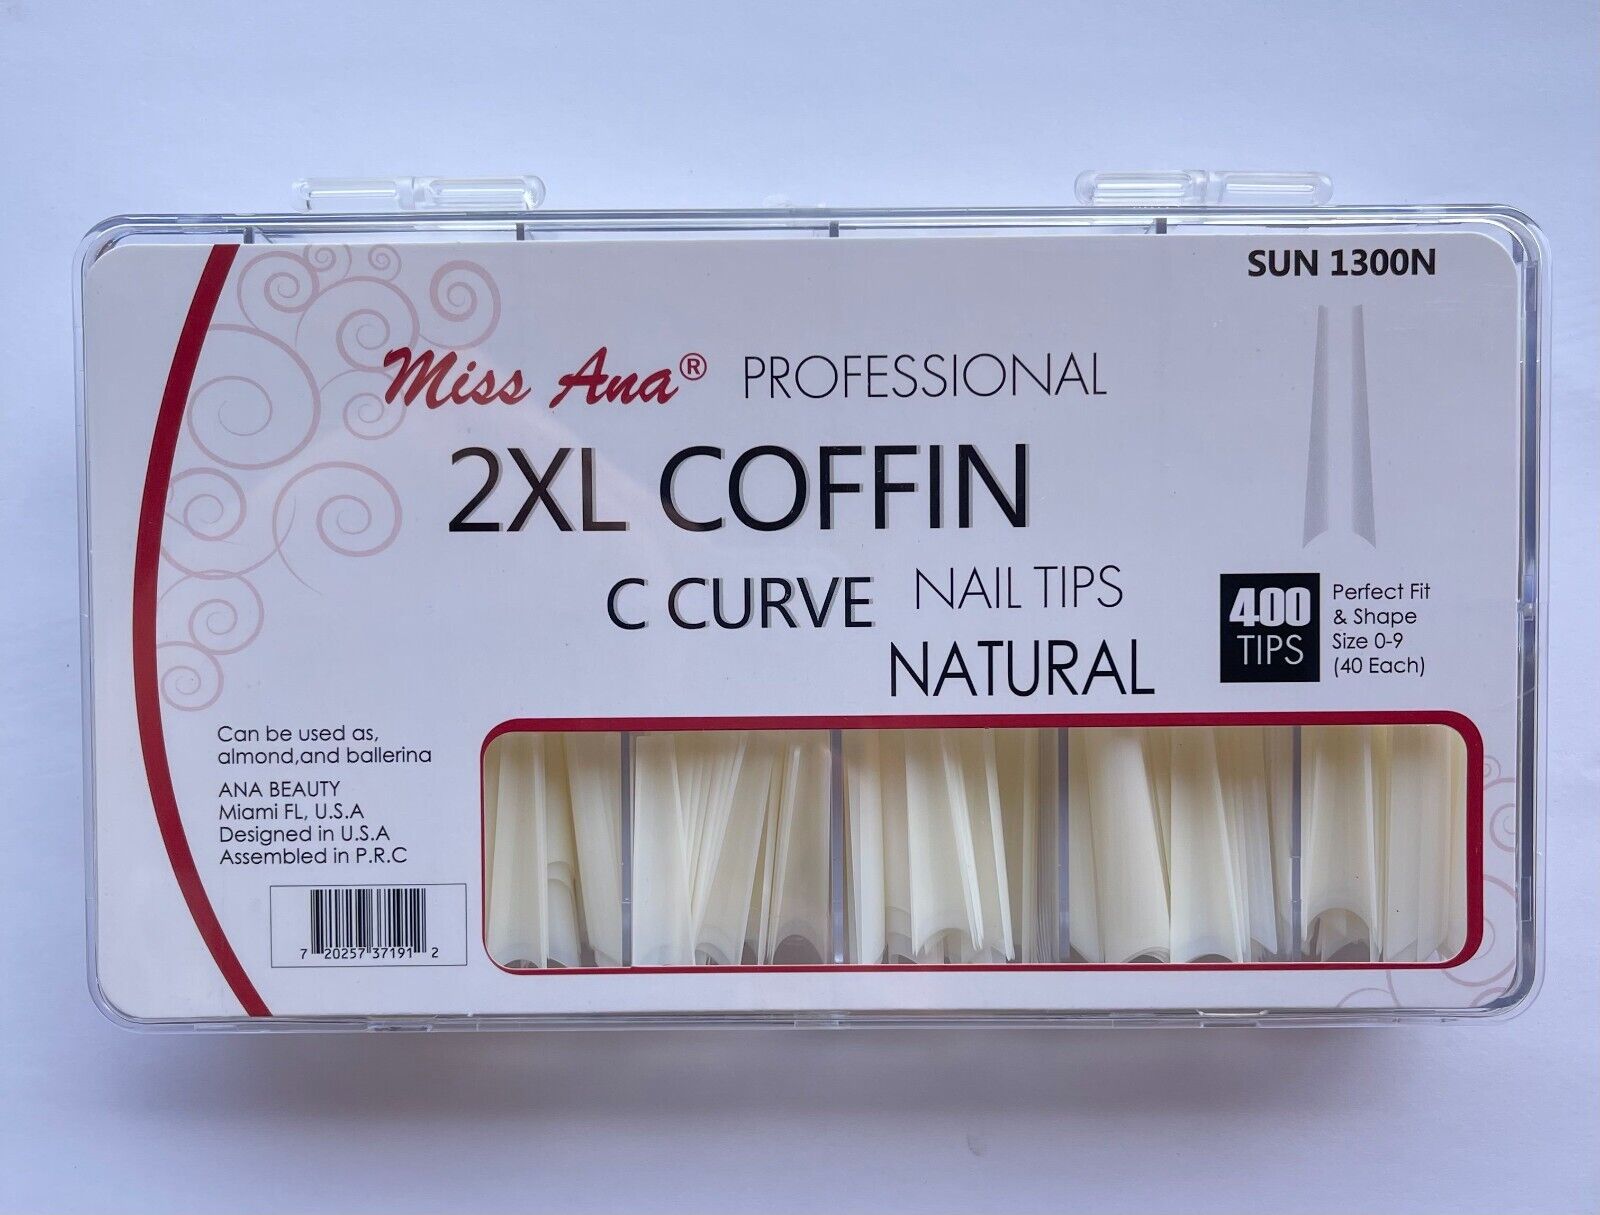 SUN 1300N
Miss Ana® PROFESSIONAL
2XL COFFIN
C CURVE NAIL TIPS
NATURAL
400
TIPS
Perfect Fit
& Shape
Size 0-9
(40 Each)
Can be used as,
almond,and ballerina
ANA BEAUTY
Miami FL, U.S.A
Designed in U.S.A
Assembled in P.R.C
7 20257 37191 2